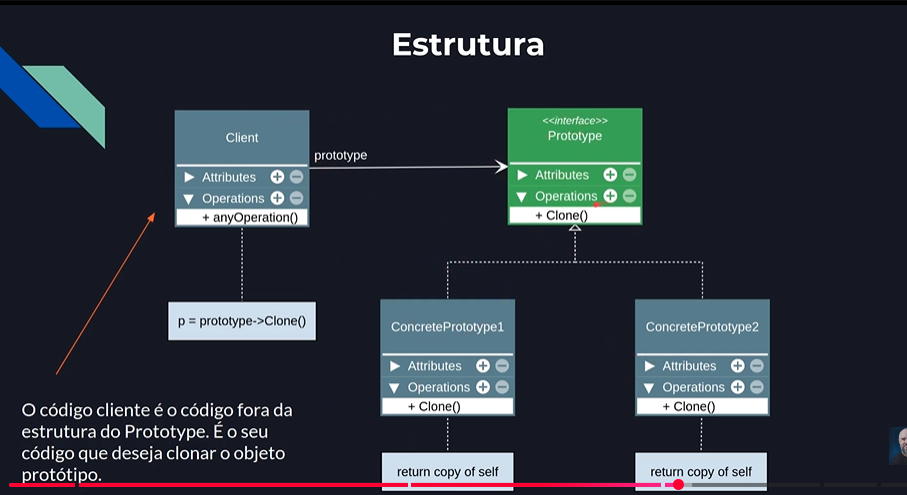 Estrutura
Client
Attributes
Operations
+ anyOperation()
prototype
<<interface>>
Prototype
Attributes
Operations
+ Clone()
p = prototype->Clone()
ConcretePrototype1
Attributes
Operations
+ Clone()
return copy of self
ConcretePrototype2
Attributes
Operations
+ Clone()
return copy of self
O código cliente é o código fora da
estrutura do Prototype. É o seu
código que deseja clonar o objeto
protótipo.